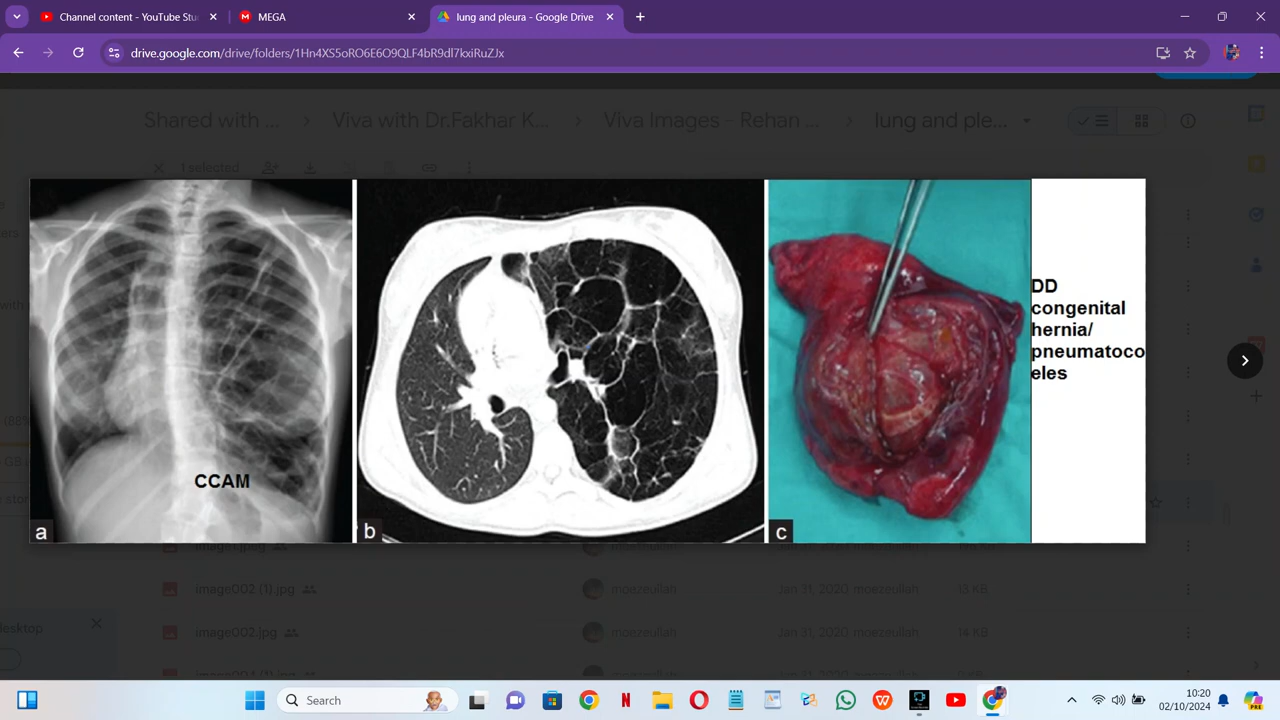 Channel content - YouTube Stu
MEGA
lung and pleura - Google Drive
drive.google.com/drive/folders/1Hn4XS5oRO6E6O9QLF4bR9dl7kxiRuZJx
Shared with ...
Viva with Dr.Fakhar K...
Viva Images - Rehan ...
lung and ple...
1 selected
DD
congenital
hernia/
pneumatoco
eles
CCAM
a
b
c
image002 (1).jpg
moezeullah
Jan 31, 2020 moezeullah
13 KB
image002.jpg
moezeullah
Jan 31, 2020 moezeullah
14 KB
desktop
Search
10:20
02/10/2024